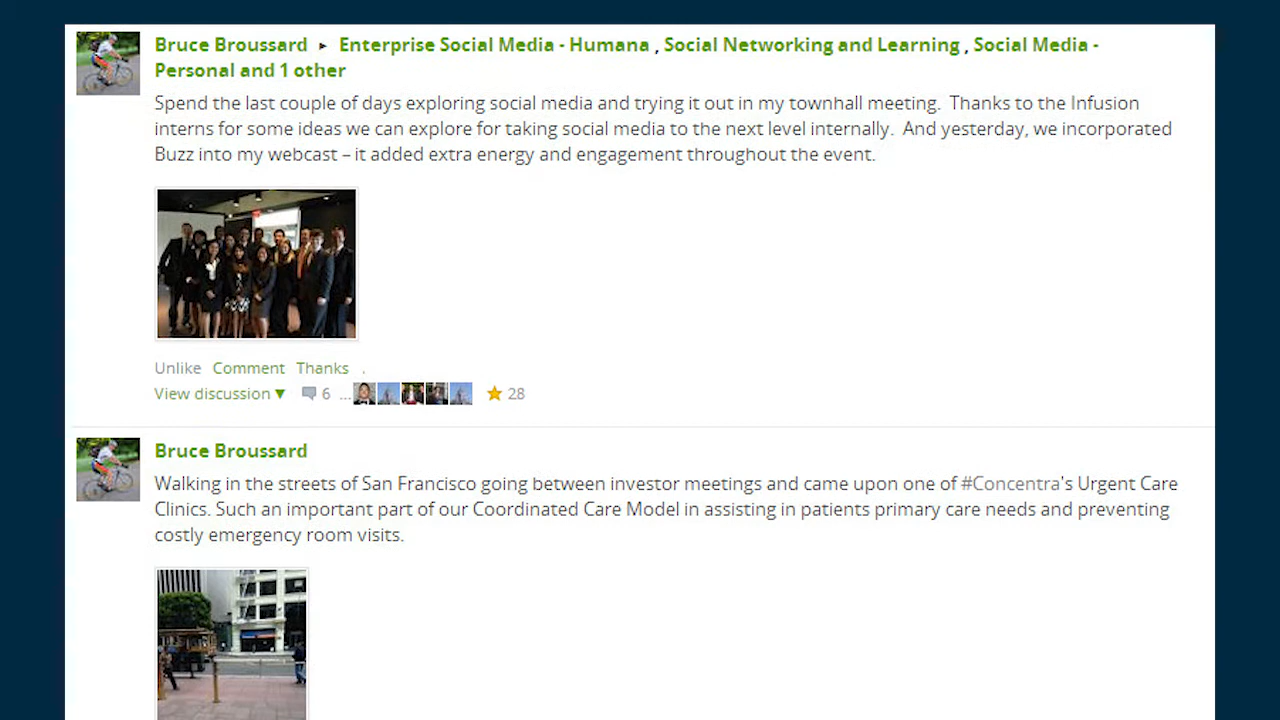 Bruce Broussard ▸ Enterprise Social Media - Humana , Social Networking and Learning , Social Media -
Personal and 1 other
Spend the last couple of days exploring social media and trying it out in my townhall meeting. Thanks to the Infusion
interns for some ideas we can explore for taking social media to the next level internally. And yesterday, we incorporated
Buzz into my webcast – it added extra energy and engagement throughout the event.
Unlike Comment Thanks .
View discussion ▼ 6 ... 28
Bruce Broussard
Walking in the streets of San Francisco going between investor meetings and came upon one of #Concentra's Urgent Care
Clinics. Such an important part of our Coordinated Care Model in assisting in patients primary care needs and preventing
costly emergency room visits.